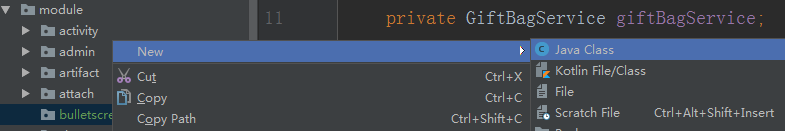 module
11 private GiftBagService giftBagService;
activity
admin
New
Java Class
artifact
Cut Ctrl+X
Kotlin File/Class
attach
Copy Ctrl+C
File
Copy Path Ctrl+Shift+C
Scratch File Ctrl+Alt+Shift+Insert